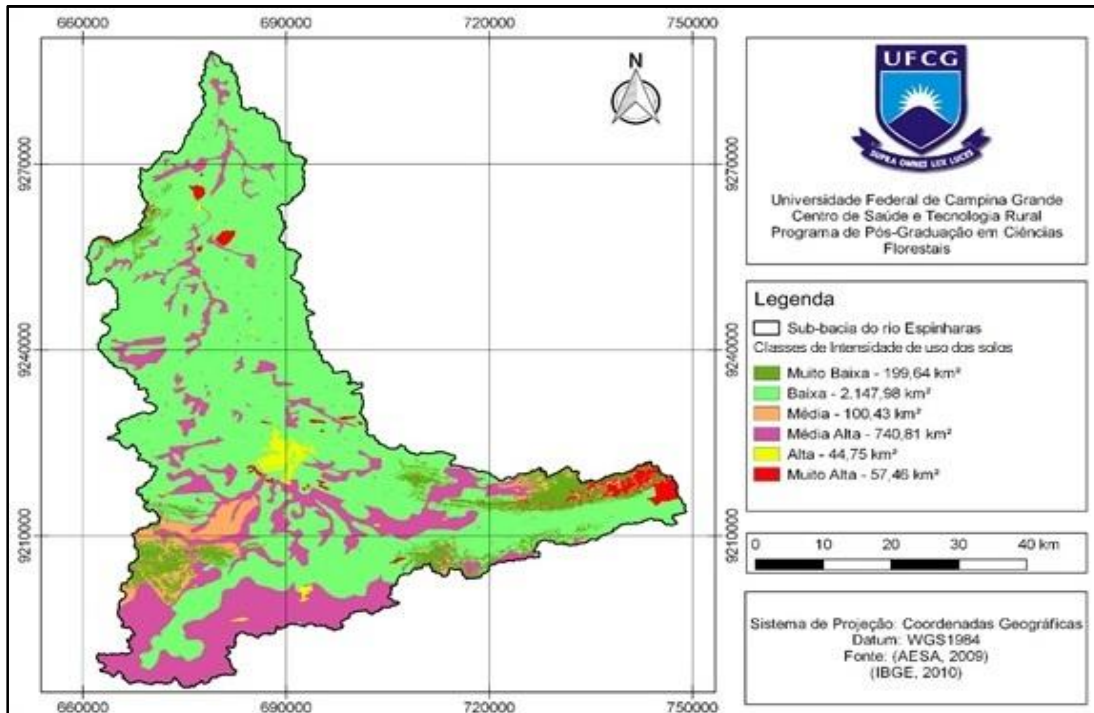 660000 690000 720000 750000
N
9270000 9270000
9240000 9240000
9210000 9210000
660000 690000 720000 750000
UFCG
SUPRA OMNES LUX LUCES
Universidade Federal de Campina Grande
Centro de Saúde e Tecnologia Rural
Programa de Pós-Graduação em Ciências
Florestais
Legenda
Sub-bacia do rio Espinharas
Classes de Intensidade de uso dos solos
Muito Baixa - 199,64 km²
Baixa - 2.147,98 km²
Média - 100,43 km²
Média Alta - 740,81 km²
Alta - 44,75 km²
Muito Alta - 57,46 km²
0 10 20 30 40 km
Sistema de Projeção: Coordenadas Geográficas
Datum: WGS1984
Fonte: (AESA, 2009)
(IBGE, 2010)